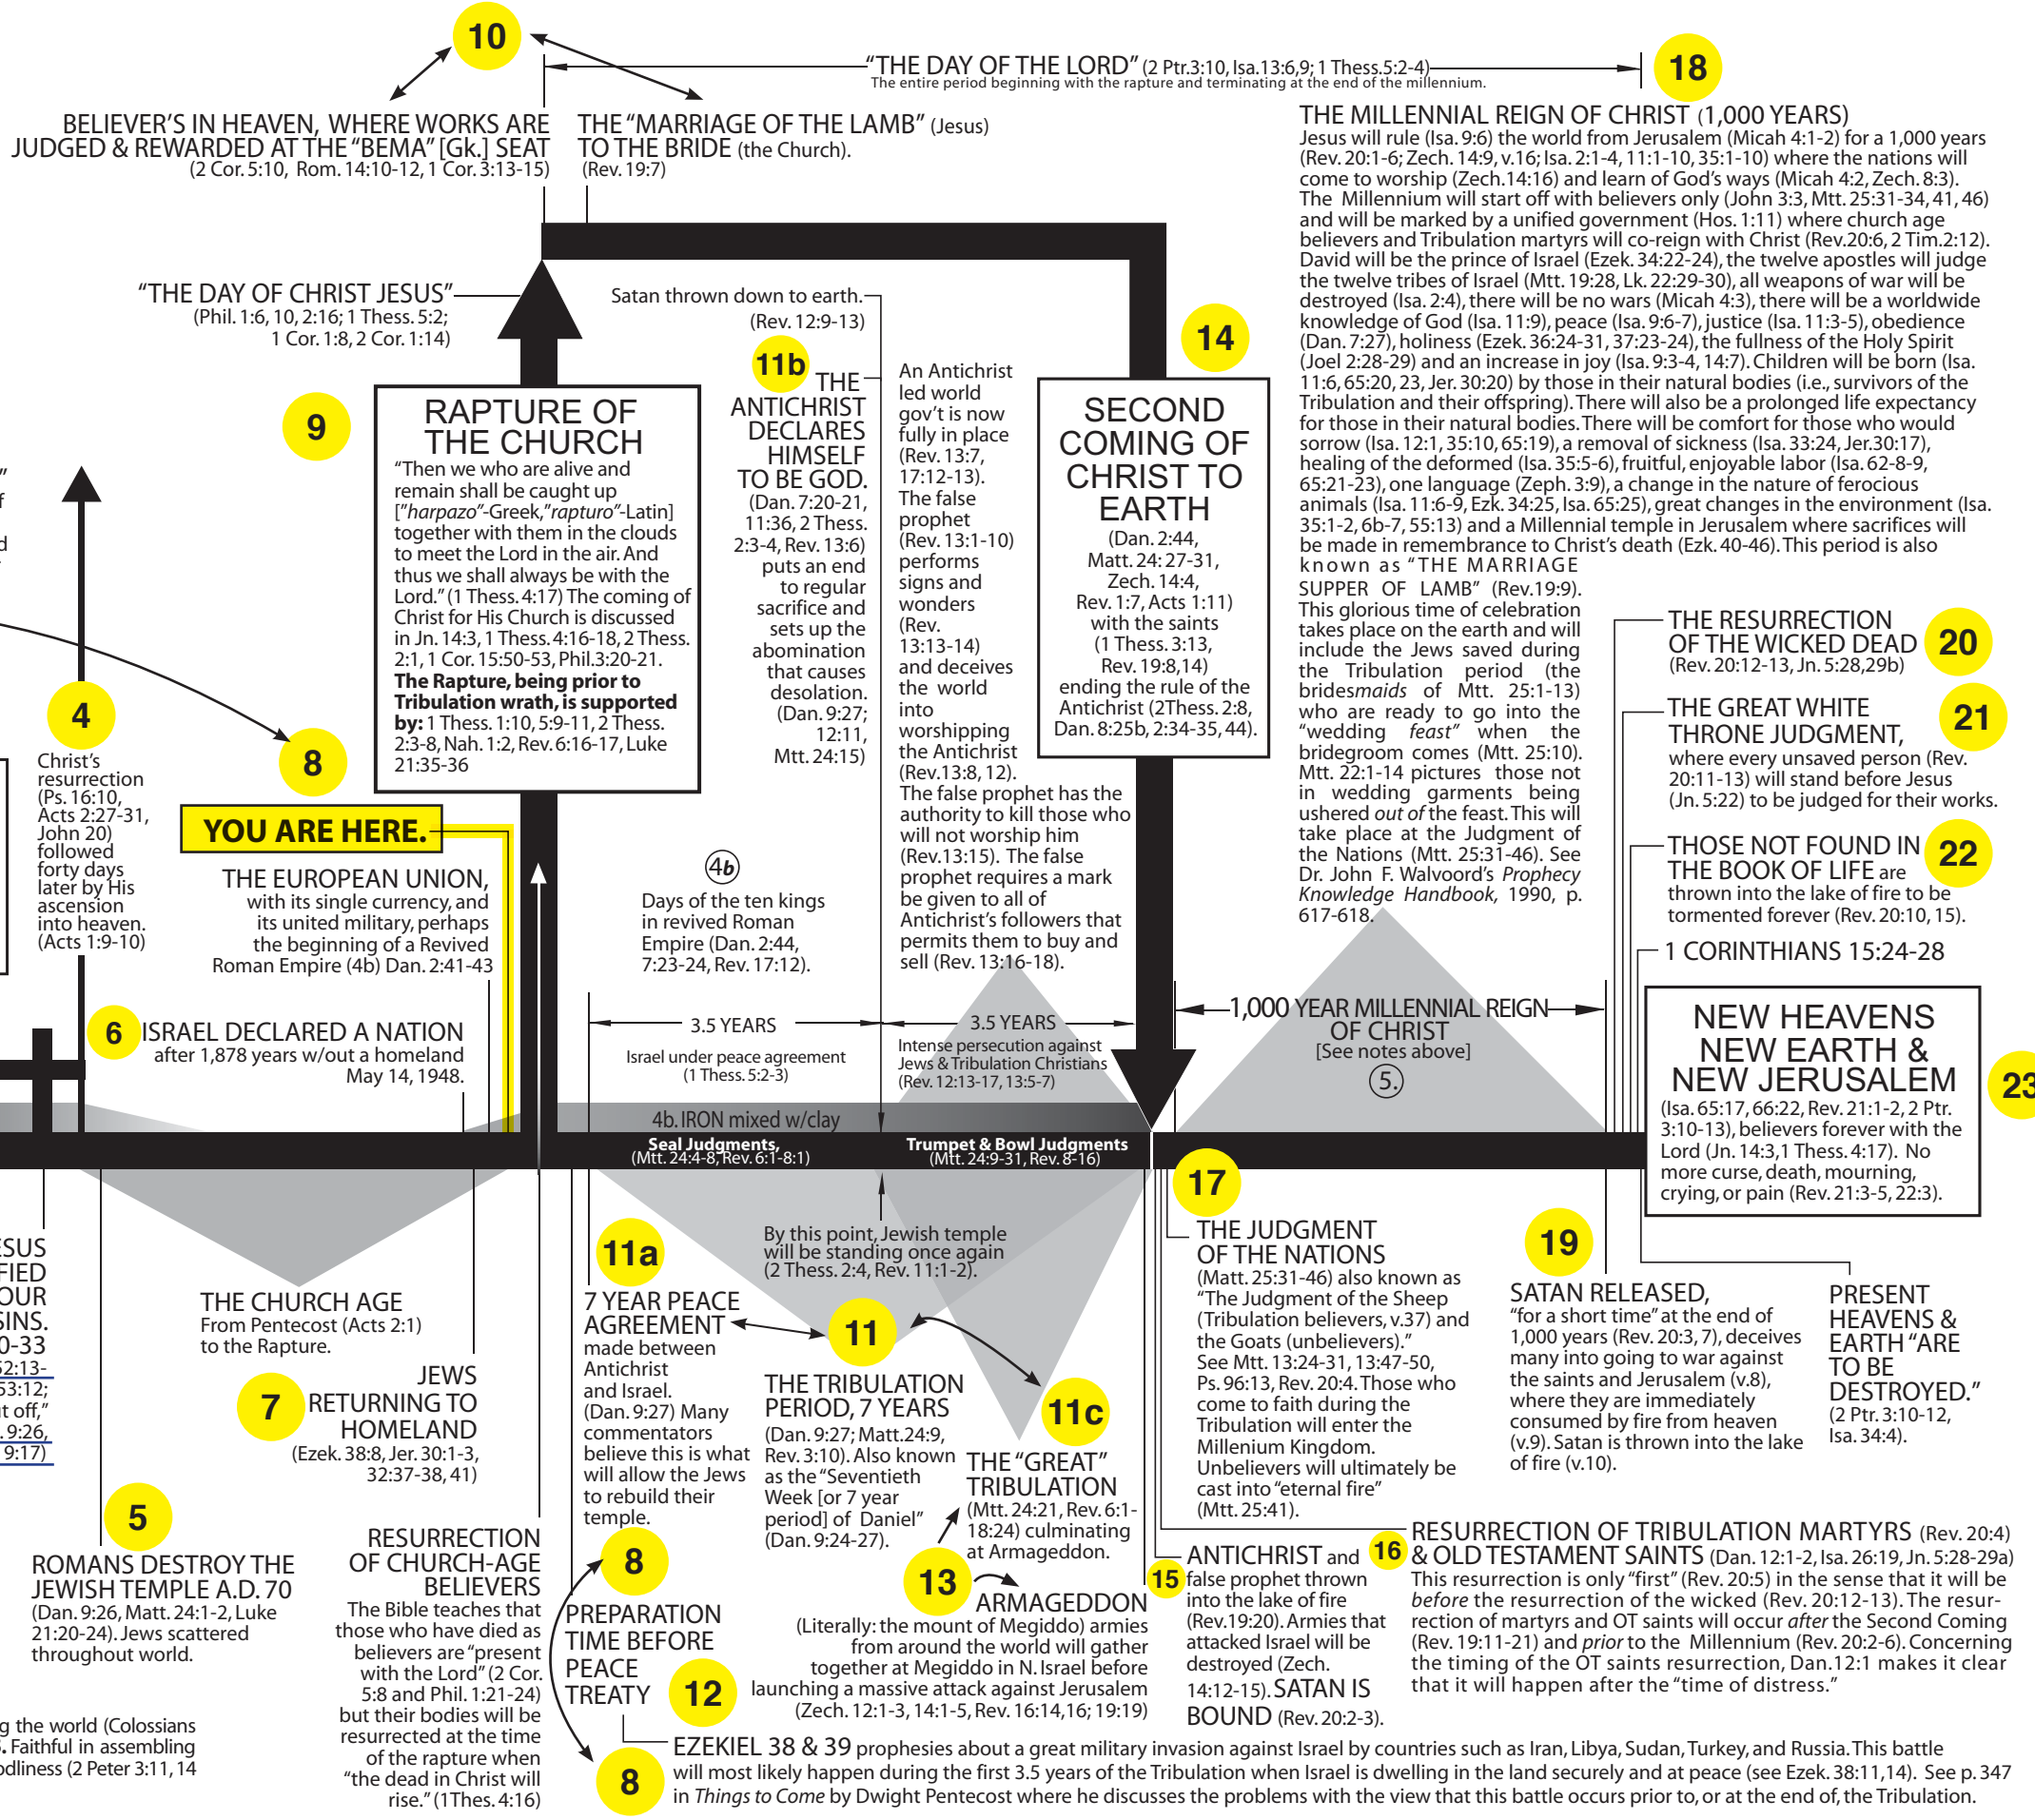 10
"THE DAY OF THE LORD" (2 Ptr.3:10, Isa.13:6,9; 1 Thess.5:2-4)
The entire period beginning with the rapture and terminating at the end of the millennium.
18
BELIEVER'S IN HEAVEN, WHERE WORKS ARE
JUDGED & REWARDED AT THE "BEMA" [Gk.] SEAT
(2 Cor. 5:10, Rom. 14:10-12, 1 Cor. 3:13-15)
THE "MARRIAGE OF THE LAMB" (Jesus)
TO THE BRIDE (the Church).
(Rev. 19:7)
THE MILLENNIAL REIGN OF CHRIST (1,000 YEARS)
Jesus will rule (Isa. 9:6) the world from Jerusalem (Micah 4:1-2) for a 1,000 years
(Rev. 20:1-6; Zech. 14:9, v.16; Isa. 2:1-4, 11:1-10, 35:1-10) where the nations will
come to worship (Zech.14:16) and learn of God's ways (Micah 4:2, Zech. 8:3).
The Millennium will start off with believers only (John 3:3, Mtt. 25:31-34, 41, 46)
and will be marked by a unified government (Hos. 1:11) where church age
believers and Tribulation martyrs will co-reign with Christ (Rev.20:6, 2 Tim.2:12).
David will be the prince of Israel (Ezek. 34:22-24), the twelve apostles will judge
the twelve tribes of Israel (Mtt. 19:28, Lk. 22:29-30), all weapons of war will be
destroyed (Isa. 2:4), there will be no wars (Micah 4:3), there will be a worldwide
knowledge of God (Isa. 11:9), peace (Isa. 9:6-7), justice (Isa. 11:3-5), obedience
(Dan. 7:27), holiness (Ezek. 36:24-31, 37:23-24), the fullness of the Holy Spirit
(Joel 2:28-29) and an increase in joy (Isa. 9:3-4, 14:7). Children will be born (Isa.
11:6, 65:20, 23, Jer. 30:20) by those in their natural bodies (i.e., survivors of the
Tribulation and their offspring). There will also be a prolonged life expectancy
for those in their natural bodies. There will be comfort for those who would
sorrow (Isa. 12:1, 35:10, 65:19), a removal of sickness (Isa. 33:24, Jer.30:17),
healing of the deformed (Isa. 35:5-6), fruitful, enjoyable labor (Isa. 62-8-9,
65:21-23), one language (Zeph. 3:9), a change in the nature of ferocious
animals (Isa. 11:6-9, Ezk. 34:25, Isa. 65:25), great changes in the environment (Isa.
35:1-2, 6b-7, 55:13) and a Millennial temple in Jerusalem where sacrifices will
be made in remembrance to Christ's death (Ezk. 40-46). This period is also
known as "THE MARRIAGE
SUPPER OF LAMB" (Rev.19:9).
This glorious time of celebration
takes place on the earth and will
include the Jews saved during
the Tribulation period (the
bridesmaids of Mtt. 25:1-13)
who are ready to go into the
"wedding feast" when the
bridegroom comes (Mtt. 25:10).
Mtt. 22:1-14 pictures those not
in wedding garments being
ushered out of the feast. This will
take place at the Judgment of
the Nations (Mtt. 25:31-46). See
Dr. John F. Walvoord's Prophecy
Knowledge Handbook, 1990, p.
617-618.
"THE DAY OF CHRIST JESUS"
(Phil. 1:6, 10, 2:16; 1 Thess. 5:2;
1 Cor. 1:8, 2 Cor. 1:14)
9
RAPTURE OF
THE CHURCH
"Then we who are alive and
remain shall be caught up
["harpazo"-Greek,"rapturo"-Latin]
together with them in the clouds
to meet the Lord in the air. And
thus we shall always be with the
Lord." (1 Thess. 4:17) The coming of
Christ for His Church is discussed
in Jn. 14:3, 1 Thess. 4:16-18, 2 Thess.
2:1, 1 Cor. 15:50-53, Phil.3:20-21.
The Rapture, being prior to
Tribulation wrath, is supported
by: 1 Thess. 1:10, 5:9-11, 2 Thess.
2:3-8, Nah. 1:2, Rev. 6:16-17, Luke
21:35-36
Satan thrown down to earth.
(Rev. 12:9-13)
11b
THE
ANTICHRIST
DECLARES
HIMSELF
TO BE GOD.
(Dan. 7:20-21,
11:36, 2 Thess.
2:3-4, Rev. 13:6)
puts an end
to regular
sacrifice and
sets up the
abomination
that causes
desolation.
(Dan. 9:27;
12:11,
Mtt. 24:15)
An Antichrist
led world
gov't is now
fully in place
(Rev. 13:7,
17:12-13).
The false
prophet
(Rev. 13:1-10)
performs
signs and
wonders
(Rev.
13:13-14)
and deceives
the world
into
worshipping
the Antichrist
(Rev.13:8, 12).
The false prophet has the
authority to kill those who
will not worship him
(Rev.13:15). The false
prophet requires a mark
be given to all of
Antichrist's followers that
permits them to buy and
sell (Rev. 13:16-18).
14
SECOND
COMING OF
CHRIST TO
EARTH
(Dan. 2:44,
Matt. 24: 27-31,
Zech. 14:4,
Rev. 1:7, Acts 1:11)
with the saints
(1 Thess. 3:13,
Rev. 19:8,14)
ending the rule of the
Antichrist (2Thess. 2:8,
Dan. 8:25b, 2:34-35, 44).
"
f
d
4
Christ's
resurrection
(Ps. 16:10,
Acts 2:27-31,
John 20)
followed
forty days
later by His
ascension
into heaven.
(Acts 1:9-10)
8
YOU ARE HERE.
THE EUROPEAN UNION,
with its single currency, and
its united military, perhaps
the beginning of a Revived
Roman Empire (4b) Dan. 2:41-43
4b
Days of the ten kings
in revived Roman
Empire (Dan. 2:44,
7:23-24, Rev. 17:12).
THE RESURRECTION
OF THE WICKED DEAD
(Rev. 20:12-13, Jn. 5:28,29b)
20
THE GREAT WHITE
THRONE JUDGMENT,
where every unsaved person (Rev.
20:11-13) will stand before Jesus
(Jn. 5:22) to be judged for their works.
21
THOSE NOT FOUND IN
THE BOOK OF LIFE are
thrown into the lake of fire to be
tormented forever (Rev. 20:10, 15).
22
1 CORINTHIANS 15:24-28
6
ISRAEL DECLARED A NATION
after 1,878 years w/out a homeland
May 14, 1948.
3.5 YEARS
Israel under peace agreement
(1 Thess. 5:2-3)
3.5 YEARS
Intense persecution against
Jews & Tribulation Christians
(Rev. 12:13-17, 13:5-7)
1,000 YEAR MILLENNIAL REIGN
OF CHRIST
[See notes above]
5.
NEW HEAVENS
NEW EARTH &
NEW JERUSALEM
(Isa. 65:17, 66:22, Rev. 21:1-2, 2 Ptr.
3:10-13), believers forever with the
Lord (Jn. 14:3,1 Thess. 4:17). No
more curse, death, mourning,
crying, or pain (Rev. 21:3-5, 22:3).
23
4b. IRON mixed w/clay
Seal Judgments,
(Mtt. 24:4-8, Rev. 6:1-8:1)
Trumpet & Bowl Judgments
(Mtt. 24:9-31, Rev. 8-16)
ESUS
FIED
OUR
SINS.
0-33
52:13-
53:12;
t off,"
. 9:26,
9:17)
THE CHURCH AGE
From Pentecost (Acts 2:1)
to the Rapture.
7
JEWS
RETURNING TO
HOMELAND
(Ezek. 38:8, Jer. 30:1-3,
32:37-38, 41)
5
ROMANS DESTROY THE
JEWISH TEMPLE A.D. 70
(Dan. 9:26, Matt. 24:1-2, Luke
21:20-24). Jews scattered
throughout world.
RESURRECTION
OF CHURCH-AGE
BELIEVERS
The Bible teaches that
those who have died as
believers are "present
with the Lord" (2 Cor.
5:8 and Phil. 1:21-24)
but their bodies will be
resurrected at the time
of the rapture when
"the dead in Christ will
rise." (1Thes. 4:16)
g the world (Colossians
. Faithful in assembling
odliness (2 Peter 3:11, 14
11a
7 YEAR PEACE
AGREEMENT
made between
Antichrist
and Israel.
(Dan. 9:27) Many
commentators
believe this is what
will allow the Jews
to rebuild their
temple.
8
PREPARATION
TIME BEFORE
PEACE
TREATY
12
8
By this point, Jewish temple
will be standing once again
(2 Thess. 2:4, Rev. 11:1-2).
11
THE TRIBULATION
PERIOD, 7 YEARS
(Dan. 9:27; Matt.24:9,
Rev. 3:10). Also known
as the "Seventieth
Week [or 7 year
period] of Daniel"
(Dan. 9:24-27).
11c
THE "GREAT"
TRIBULATION
(Mtt. 24:21, Rev. 6:1-
18:24) culminating
at Armageddon.
13
ARMAGEDDON
(Literally: the mount of Megiddo) armies
from around the world will gather
together at Megiddo in N. Israel before
launching a massive attack against Jerusalem
(Zech. 12:1-3, 14:1-5, Rev. 16:14,16; 19:19)
17
THE JUDGMENT
OF THE NATIONS
(Matt. 25:31-46) also known as
"The Judgment of the Sheep
(Tribulation believers, v.37) and
the Goats (unbelievers)."
See Mtt. 13:24-31, 13:47-50,
Ps. 96:13, Rev. 20:4. Those who
come to faith during the
Tribulation will enter the
Millenium Kingdom.
Unbelievers will ultimately be
cast into "eternal fire"
(Mtt. 25:41).
19
SATAN RELEASED,
"for a short time" at the end of
1,000 years (Rev. 20:3, 7), deceives
many into going to war against
the saints and Jerusalem (v.8),
where they are immediately
consumed by fire from heaven
(v.9). Satan is thrown into the lake
of fire (v.10).
PRESENT
HEAVENS &
EARTH "ARE
TO BE
DESTROYED."
(2 Ptr. 3:10-12,
Isa. 34:4).
15
ANTICHRIST and
false prophet thrown
into the lake of fire
(Rev.19:20). Armies that
attacked Israel will be
destroyed (Zech.
14:12-15). SATAN IS
BOUND (Rev. 20:2-3).
16
RESURRECTION OF TRIBULATION MARTYRS (Rev. 20:4)
& OLD TESTAMENT SAINTS (Dan. 12:1-2, Isa. 26:19, Jn. 5:28-29a)
This resurrection is only "first" (Rev. 20:5) in the sense that it will be
before the resurrection of the wicked (Rev. 20:12-13). The resur-
rection of martyrs and OT saints will occur after the Second Coming
(Rev. 19:11-21) and prior to the Millennium (Rev. 20:2-6). Concerning
the timing of the OT saints resurrection, Dan.12:1 makes it clear
that it will happen after the "time of distress."
EZEKIEL 38 & 39 prophesies about a great military invasion against Israel by countries such as Iran, Libya, Sudan, Turkey, and Russia. This battle
will most likely happen during the first 3.5 years of the Tribulation when Israel is dwelling in the land securely and at peace (see Ezek. 38:11,14). See p. 347
in Things to Come by Dwight Pentecost where he discusses the problems with the view that this battle occurs prior to, or at the end of, the Tribulation.